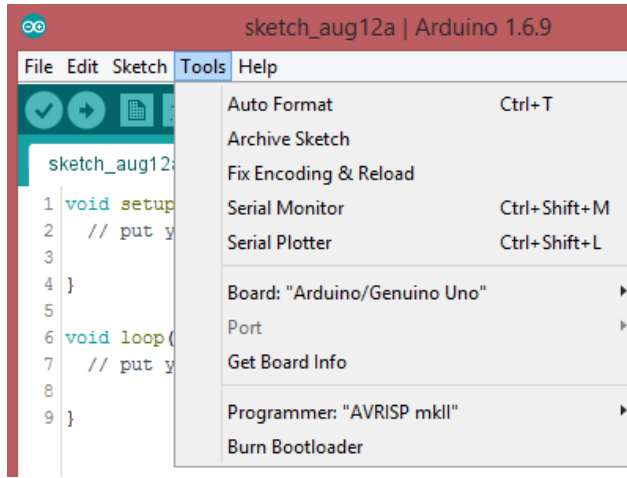 sketch_aug12a | Arduino 1.6.9
File Edit Sketch Tools Help
sketch_aug12a
Auto Format Ctrl+T
Archive Sketch
Fix Encoding & Reload
Serial Monitor Ctrl+Shift+M
Serial Plotter Ctrl+Shift+L
Board: "Arduino/Genuino Uno"
Port
Get Board Info
Programmer: "AVRISP mkII"
Burn Bootloader
1 void setup
2 // put y
3
4 }
5
6 void loop(
7 // put y
8
9 }